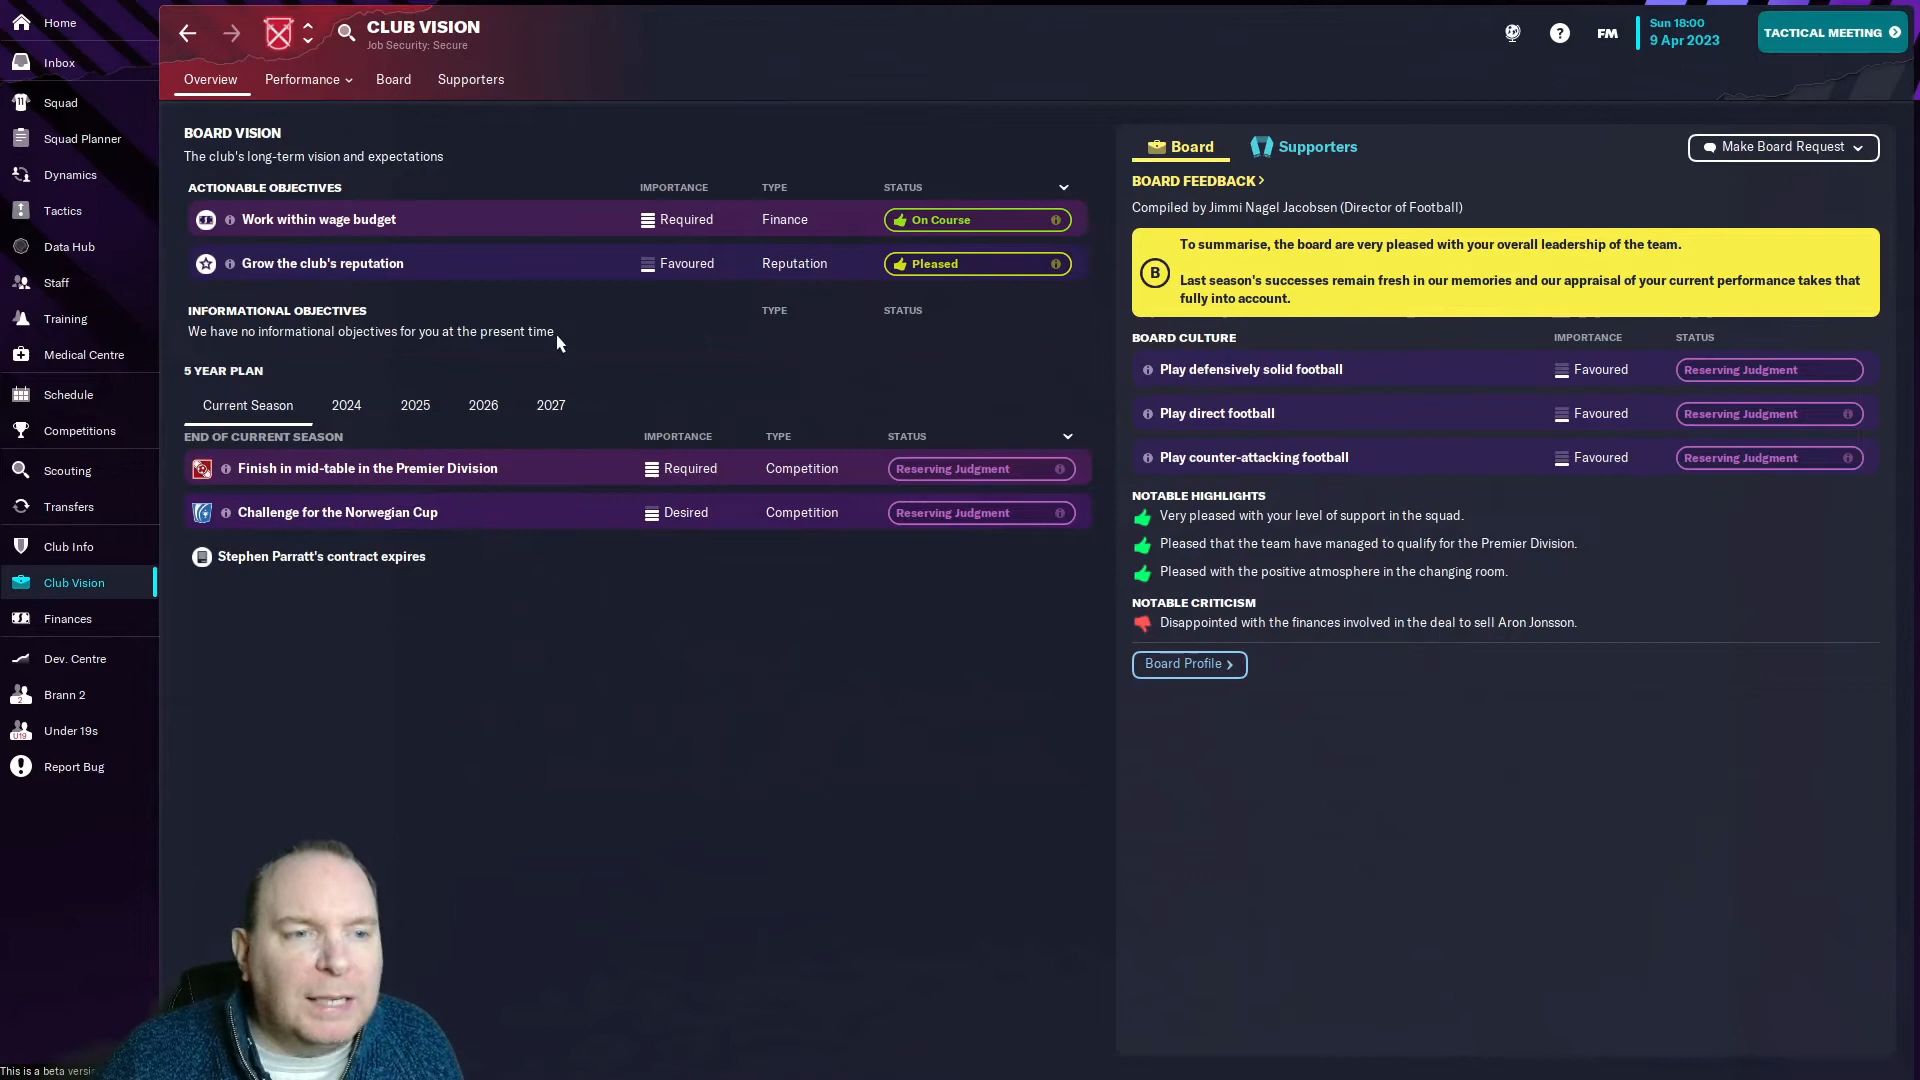 Home
Inbox
Squad
Squad Planner
Dynamics
Tactics
Data Hub
Staff
Training
Medical Centre
Schedule
Competitions
Scouting
Transfers
Club Info
Club Vision
Finances
Dev. Centre
Brann 2
Under 19s
Report Bug
CLUB VISION
Job Security: Secure
FM
Sun 18:00
9 Apr 2023
TACTICAL MEETING
Overview Performance Board Supporters
BOARD VISION
The club's long-term vision and expectations
ACTIONABLE OBJECTIVES IMPORTANCE TYPE STATUS
Work within wage budget Required Finance On Course
Grow the club's reputation Favoured Reputation Pleased
INFORMATIONAL OBJECTIVES TYPE STATUS
We have no informational objectives for you at the present time
5 YEAR PLAN
Current Season 2024 2025 2026 2027
END OF CURRENT SEASON IMPORTANCE TYPE STATUS
Finish in mid-table in the Premier Division Required Competition Reserving Judgment
Challenge for the Norwegian Cup Desired Competition Reserving Judgment
Stephen Parratt's contract expires
Board Supporters Make Board Request
BOARD FEEDBACK
Compiled by Jimmi Nagel Jacobsen (Director of Football)
B
To summarise, the board are very pleased with your overall leadership of the team.
Last season's successes remain fresh in our memories and our appraisal of your current performance takes that
fully into account.
BOARD CULTURE IMPORTANCE STATUS
Play defensively solid football Favoured Reserving Judgment
Play direct football Favoured Reserving Judgment
Play counter-attacking football Favoured Reserving Judgment
NOTABLE HIGHLIGHTS
Very pleased with your level of support in the squad.
Pleased that the team have managed to qualify for the Premier Division.
Pleased with the positive atmosphere in the changing room.
NOTABLE CRITICISM
Disappointed with the finances involved in the deal to sell Aron Jonsson.
Board Profile
This is a beta